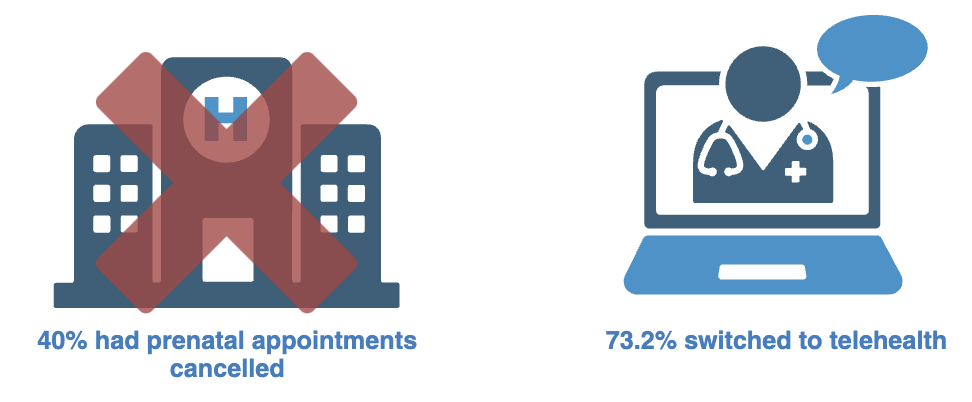 H
40% had prenatal appointments
cancelled
73.2% switched to telehealth